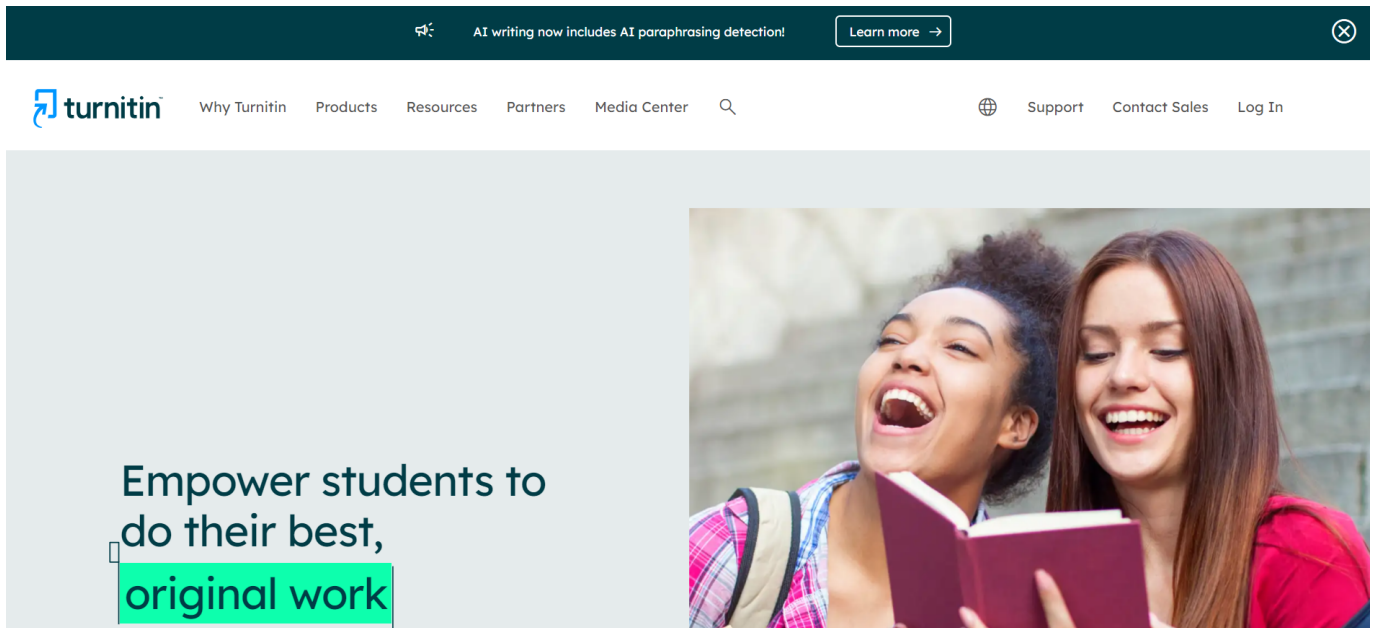 AI writing now includes AI paraphrasing detection! Learn more →
turnitin™ Why Turnitin Products Resources Partners Media Center Support Contact Sales Log In
Empower students to
do their best,
original work